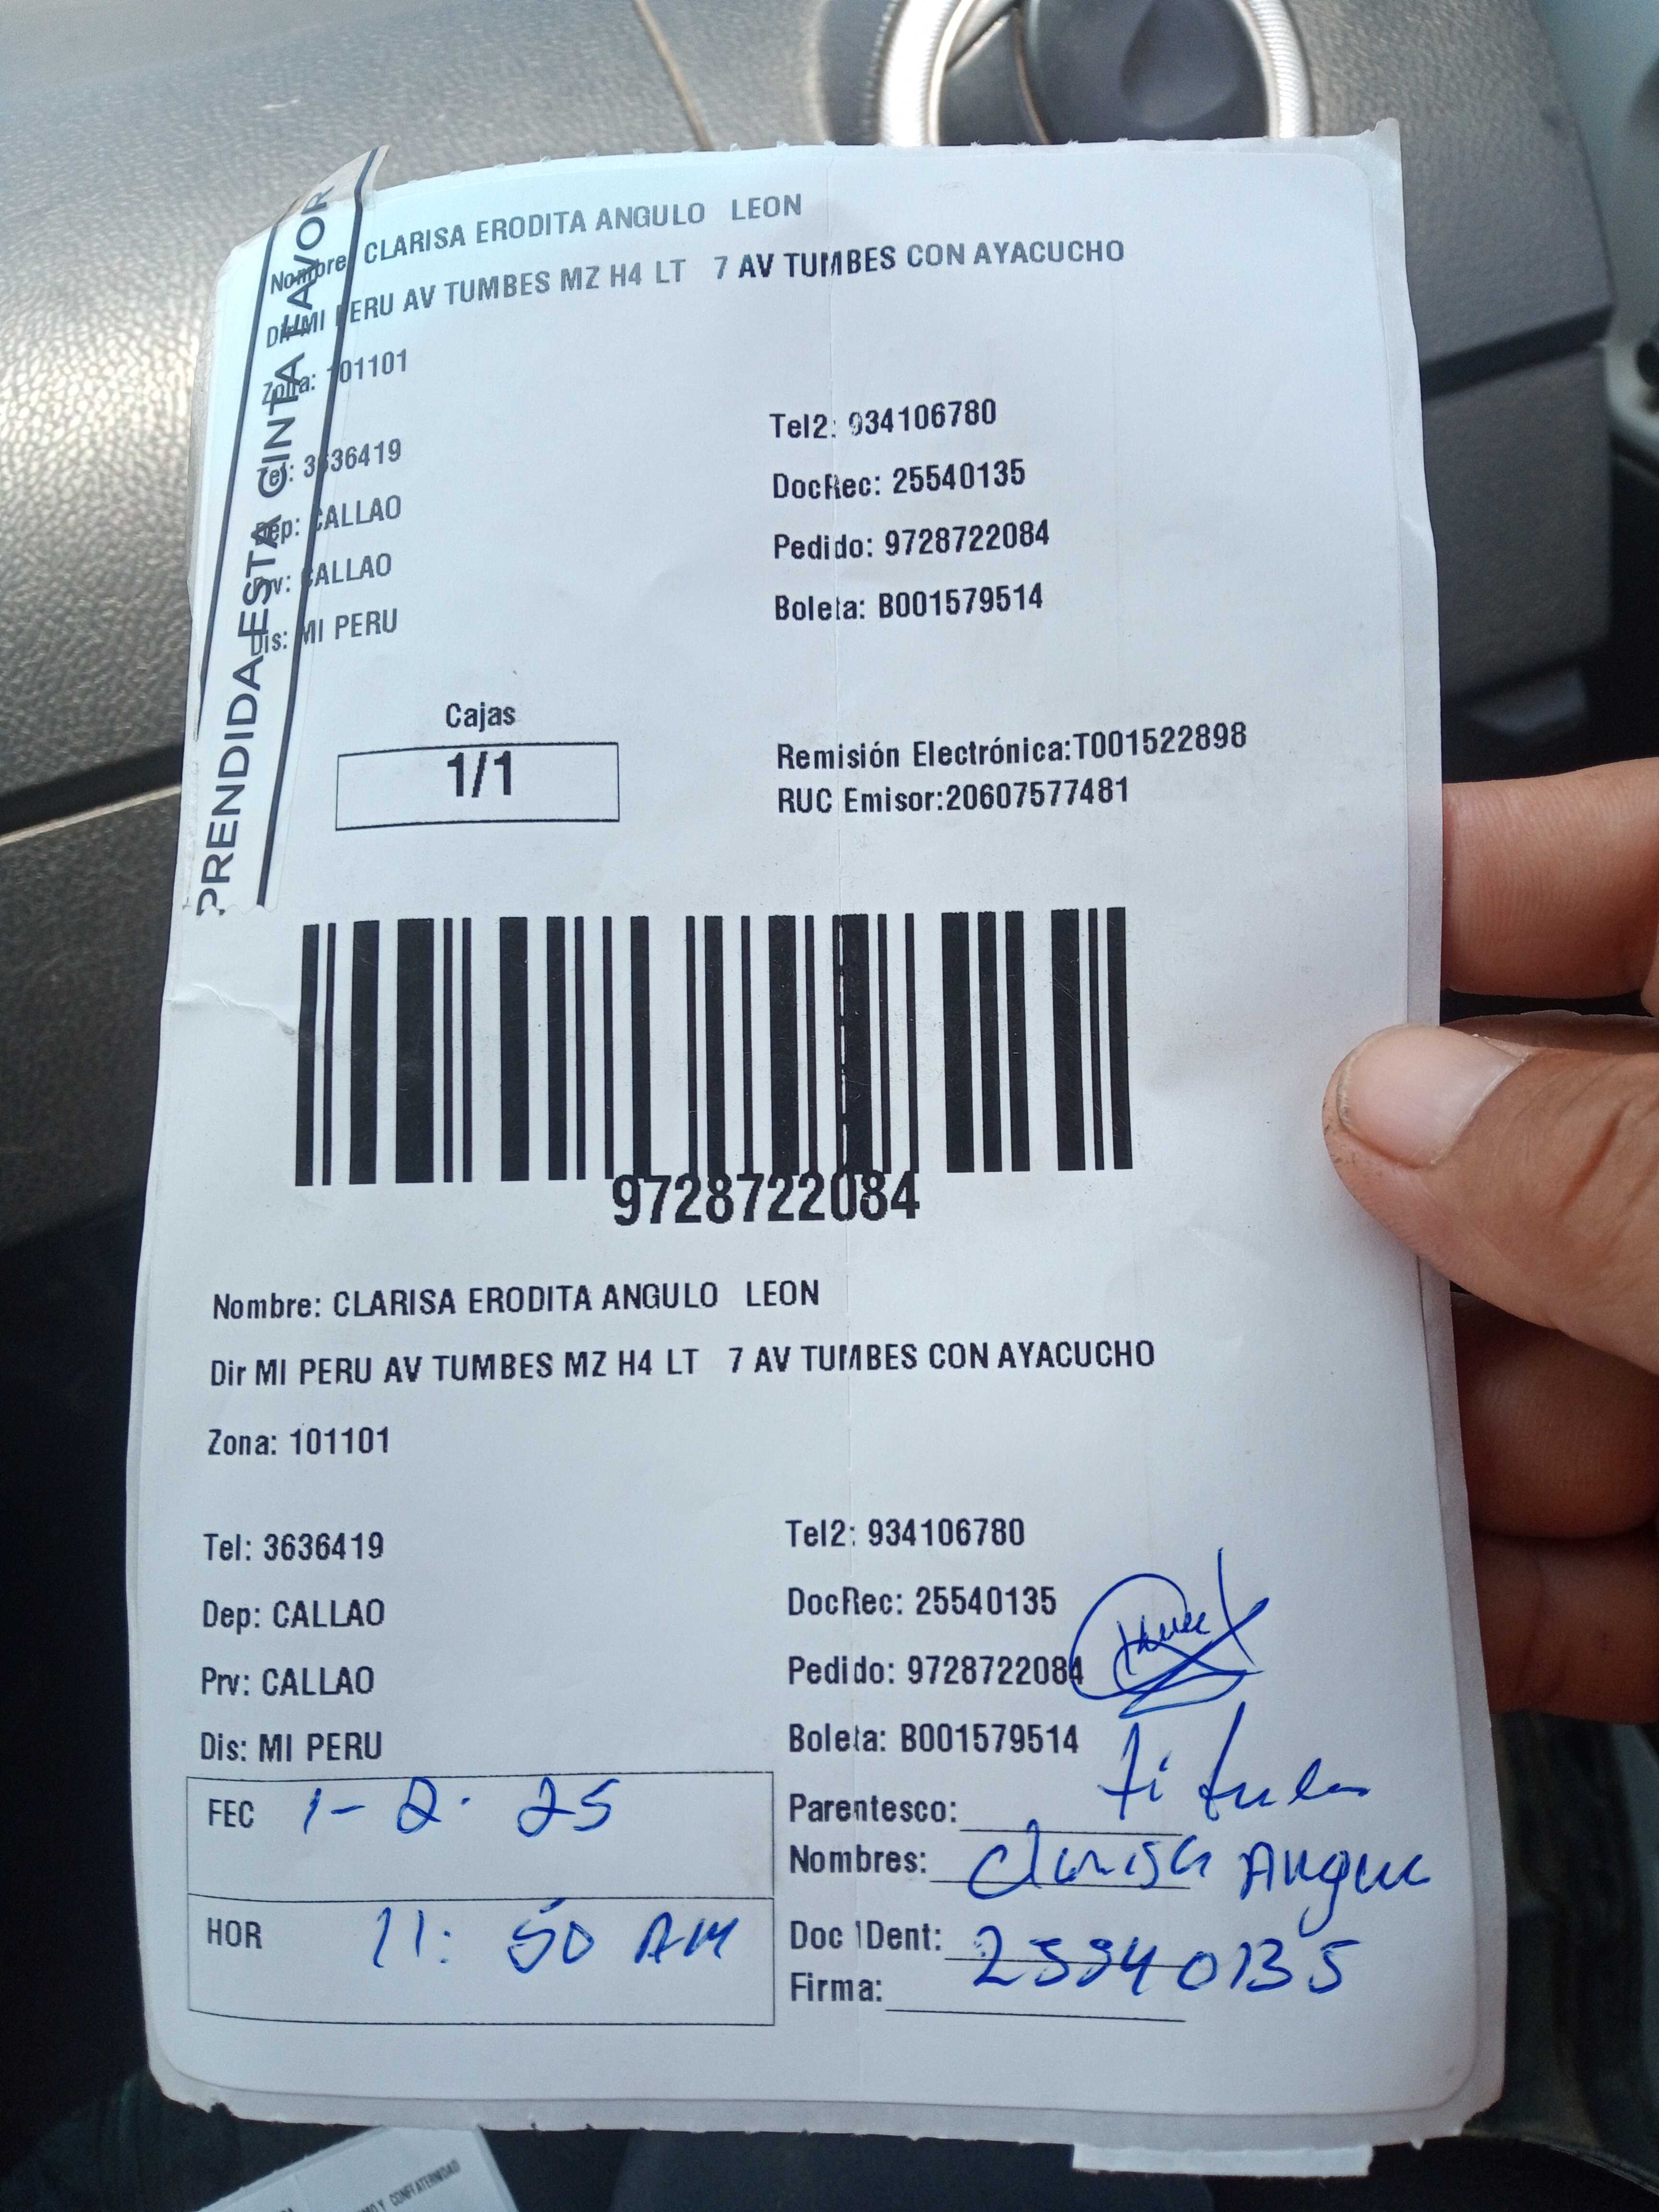 PRENDIDA ESTA CINTA FAVOR
Nombre: CLARISA ERODITA ANGULO LEON
Dir MI PERU AV TUMBES MZ H4 LT 7 AV TUMBES CON AYACUCHO
Zona: 101101
Tel: 3636419
Tel2: 934106780
Dep: CALLAO
DocRec: 25540135
Prv: CALLAO
Pedido: 9728722084
Dis: MI PERU
Boleta: B001579514
Cajas
1/1
Remisión Electrónica:T001522898
RUC Emisor:20607577481
9728722084
Nombre: CLARISA ERODITA ANGULO LEON
Dir MI PERU AV TUMBES MZ H4 LT 7 AV TUMBES CON AYACUCHO
Zona: 101101
Tel: 3636419
Tel2: 934106780
Dep: CALLAO
DocRec: 25540135
Prv: CALLAO
Pedido: 9728722084
Dis: MI PERU
Boleta: B001579514
FEC 1-2-25
Parentesco: titular
Nombres: Clarisa Angulo
HOR 11:50 AM
Doc IDent: 25540135
Firma:
Y CONFRATERNIDAD